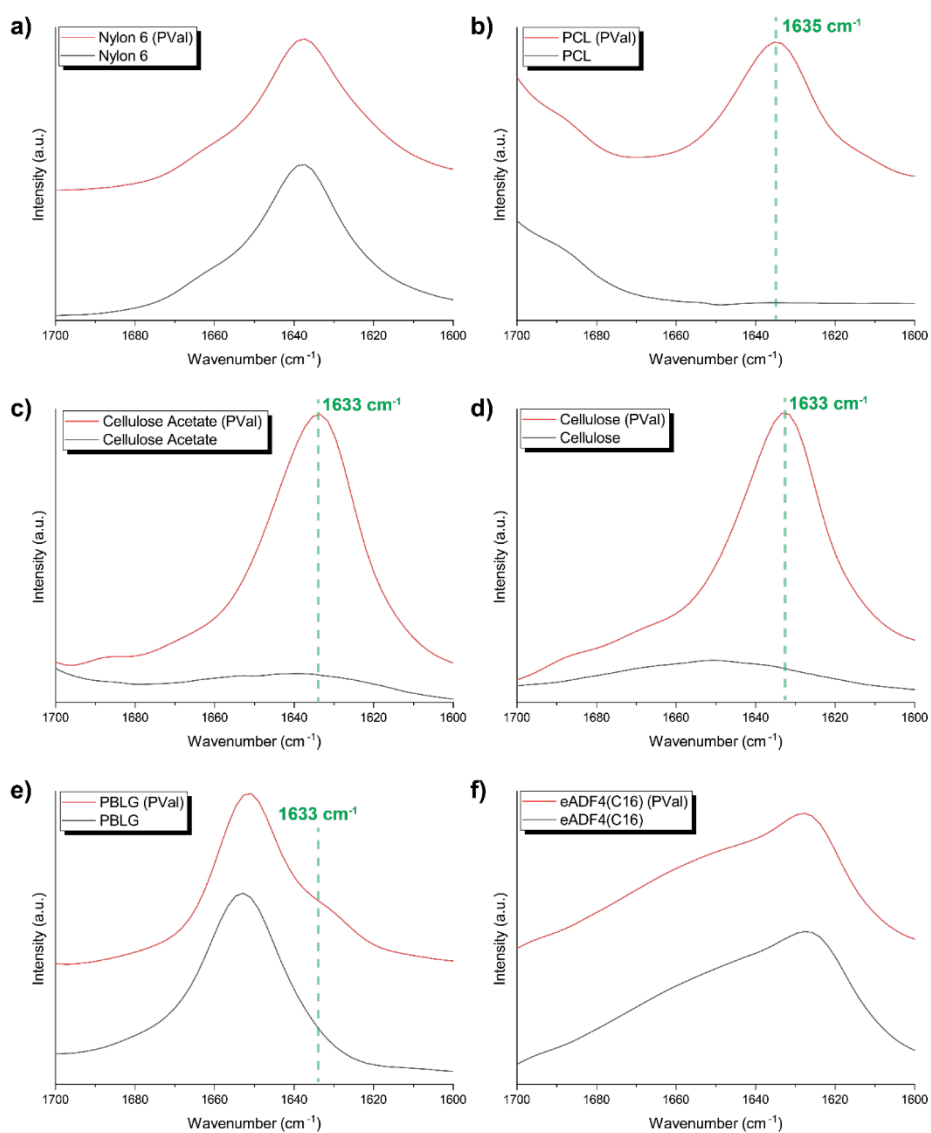 a)
Nylon 6 (PVal)
Nylon 6
Intensity (a.u.)
1700 1680 1660 1640 1620 1600
Wavenumber (cm⁻¹)
b)
PCL (PVal)
PCL
1635 cm⁻¹
Intensity (a.u.)
1700 1680 1660 1640 1620 1600
Wavenumber (cm⁻¹)
c)
Cellulose Acetate (PVal)
Cellulose Acetate
1633 cm⁻¹
Intensity (a.u.)
1700 1680 1660 1640 1620 1600
Wavenumber (cm⁻¹)
d)
Cellulose (PVal)
Cellulose
1633 cm⁻¹
Intensity (a.u.)
1700 1680 1660 1640 1620 1600
Wavenumber (cm⁻¹)
e)
PBLG (PVal)
PBLG
1633 cm⁻¹
Intensity (a.u.)
1700 1680 1660 1640 1620 1600
Wavenumber (cm⁻¹)
f)
eADF4(C16) (PVal)
eADF4(C16)
Intensity (a.u.)
1700 1680 1660 1640 1620 1600
Wavenumber (cm⁻¹)